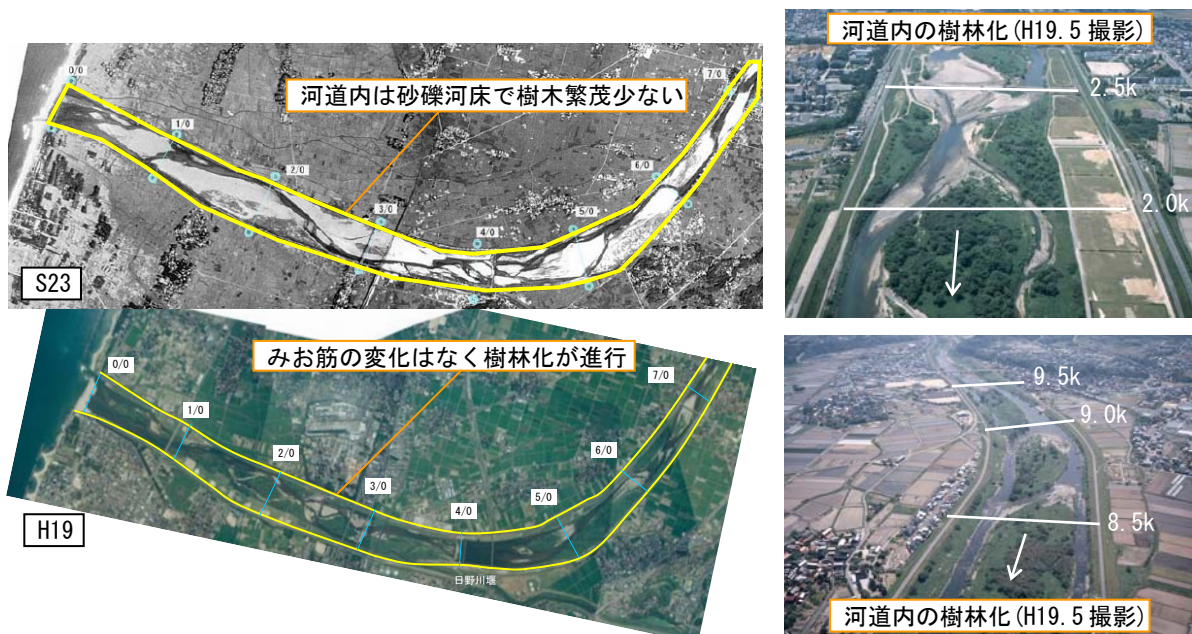 河道内は砂礫河床で樹木繁茂少ない
0/0
1/0
2/0
3/0
4/0
5/0
6/0
7/0
S23
みお筋の変化はなく樹林化が進行
0/0
1/0
2/0
3/0
4/0
5/0
6/0
7/0
日野川堰
H19
河道内の樹林化(H19.5 撮影)
2.5k
2.0k
9.5k
9.0k
8.5k
河道内の樹林化(H19.5 撮影)